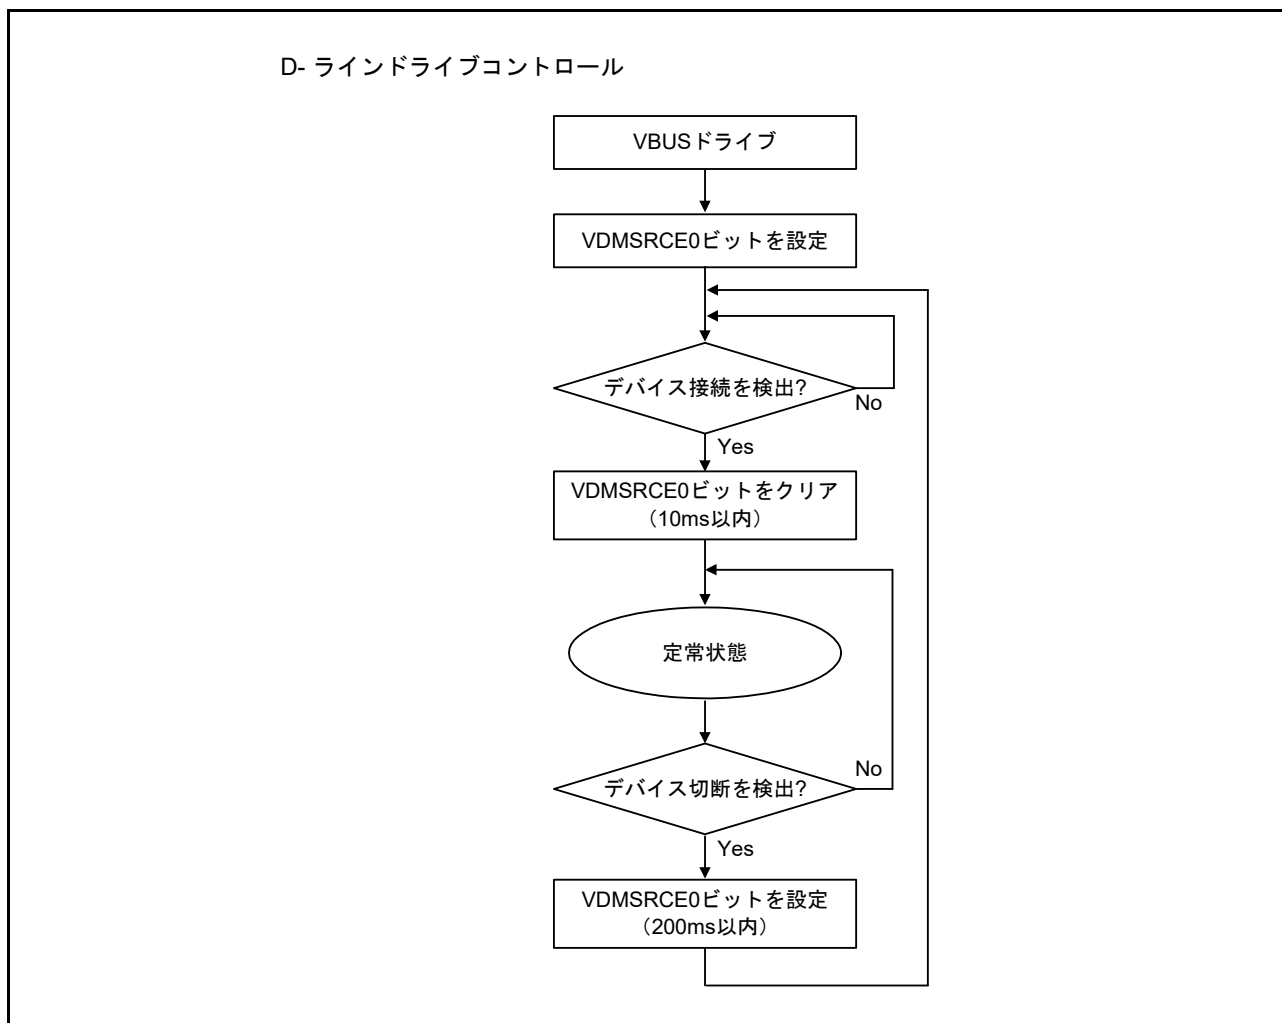 D- ラインドライブコントロール
VBUSドライブ
VDMSRCE0ビットを設定
デバイス接続を検出?
No
Yes
VDMSRCE0ビットをクリア
（10ms以内）
定常状態
デバイス切断を検出?
No
Yes
VDMSRCE0ビットを設定
（200ms以内）